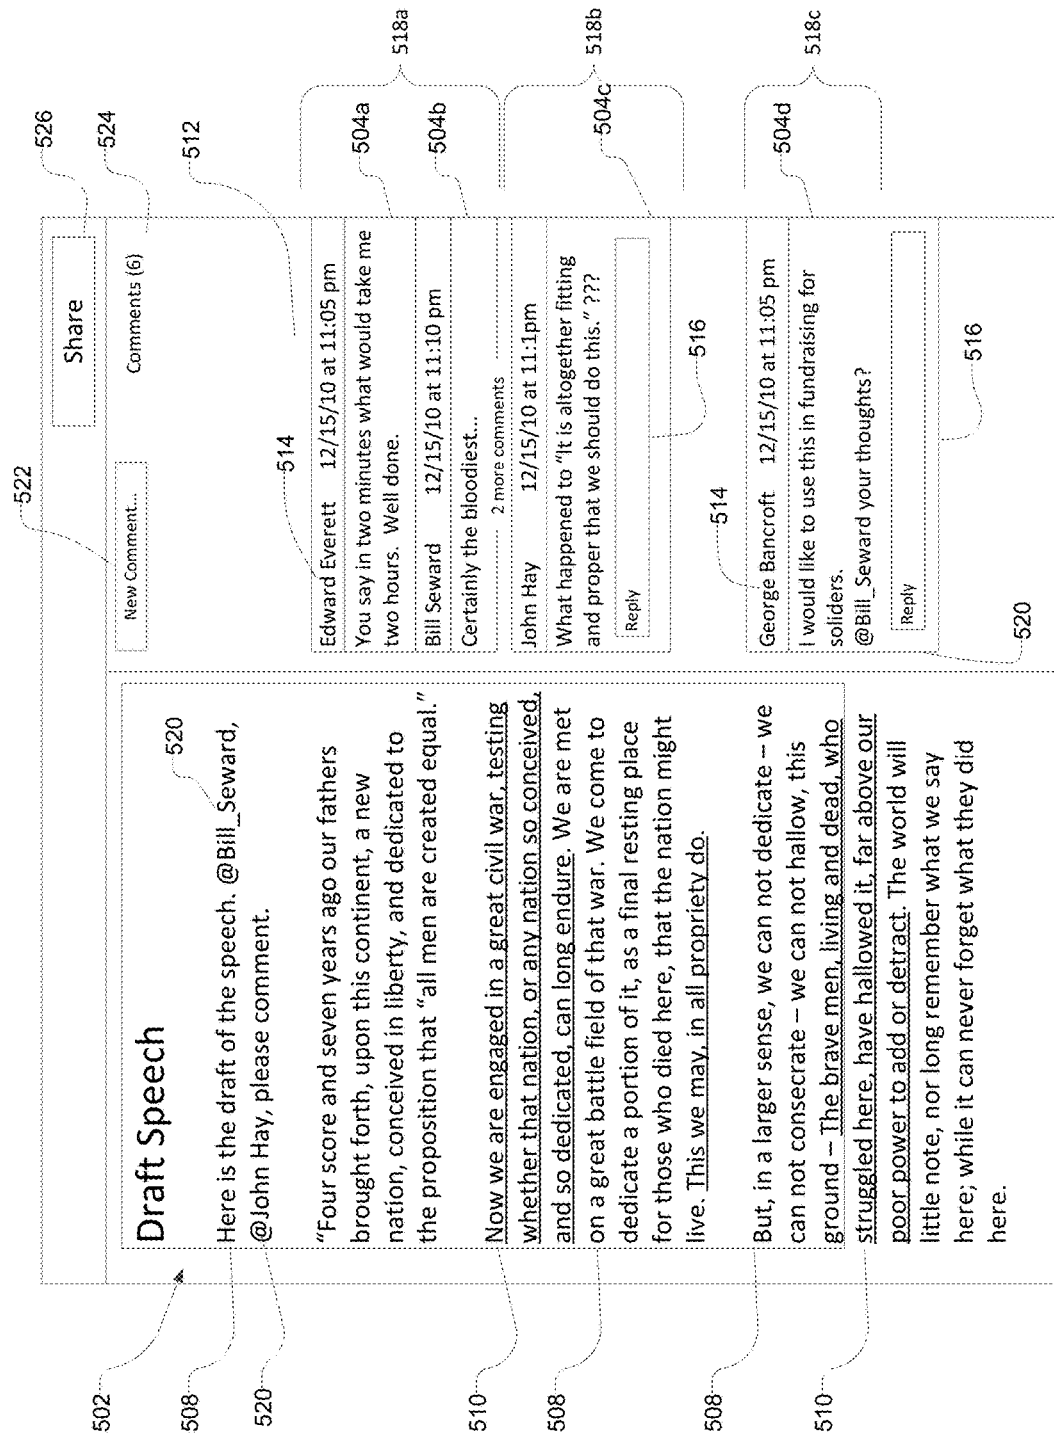 526
Share
524
Comments (6)
522
New Comment...
512
Draft Speech
502
Here is the draft of the speech. @Bill_Seward,
@John Hay, please comment.
508
520
520
"Four score and seven years ago our fathers
brought forth, upon this continent, a new
nation, conceived in liberty, and dedicated to
the proposition that "all men are created equal."
Now we are engaged in a great civil war, testing
whether that nation, or any nation so conceived,
and so dedicated, can long endure. We are met
on a great battle field of that war. We come to
dedicate a portion of it, as a final resting place
for those who died here, that the nation might
live. This we may, in all propriety do.
510
508
But, in a larger sense, we can not dedicate – we
can not consecrate – we can not hallow, this
ground – The brave men, living and dead, who
struggled here, have hallowed it, far above our
poor power to add or detract. The world will
little note, nor long remember what we say
here; while it can never forget what they did
here.
508
510
514
Edward Everett 12/15/10 at 11:05 pm
You say in two minutes what would take me
two hours. Well done.
504a
518a
Bill Seward 12/15/10 at 11:10 pm
Certainly the bloodiest...
504b
2 more comments
John Hay 12/15/10 at 11:1pm
What happened to "It is altogether fitting
and proper that we should do this." ???
Reply
518b
504c
516
514
George Bancroft 12/15/10 at 11:05 pm
I would like to use this in fundraising for
soliders.
@Bill_Seward your thoughts?
Reply
504d
518c
516
520